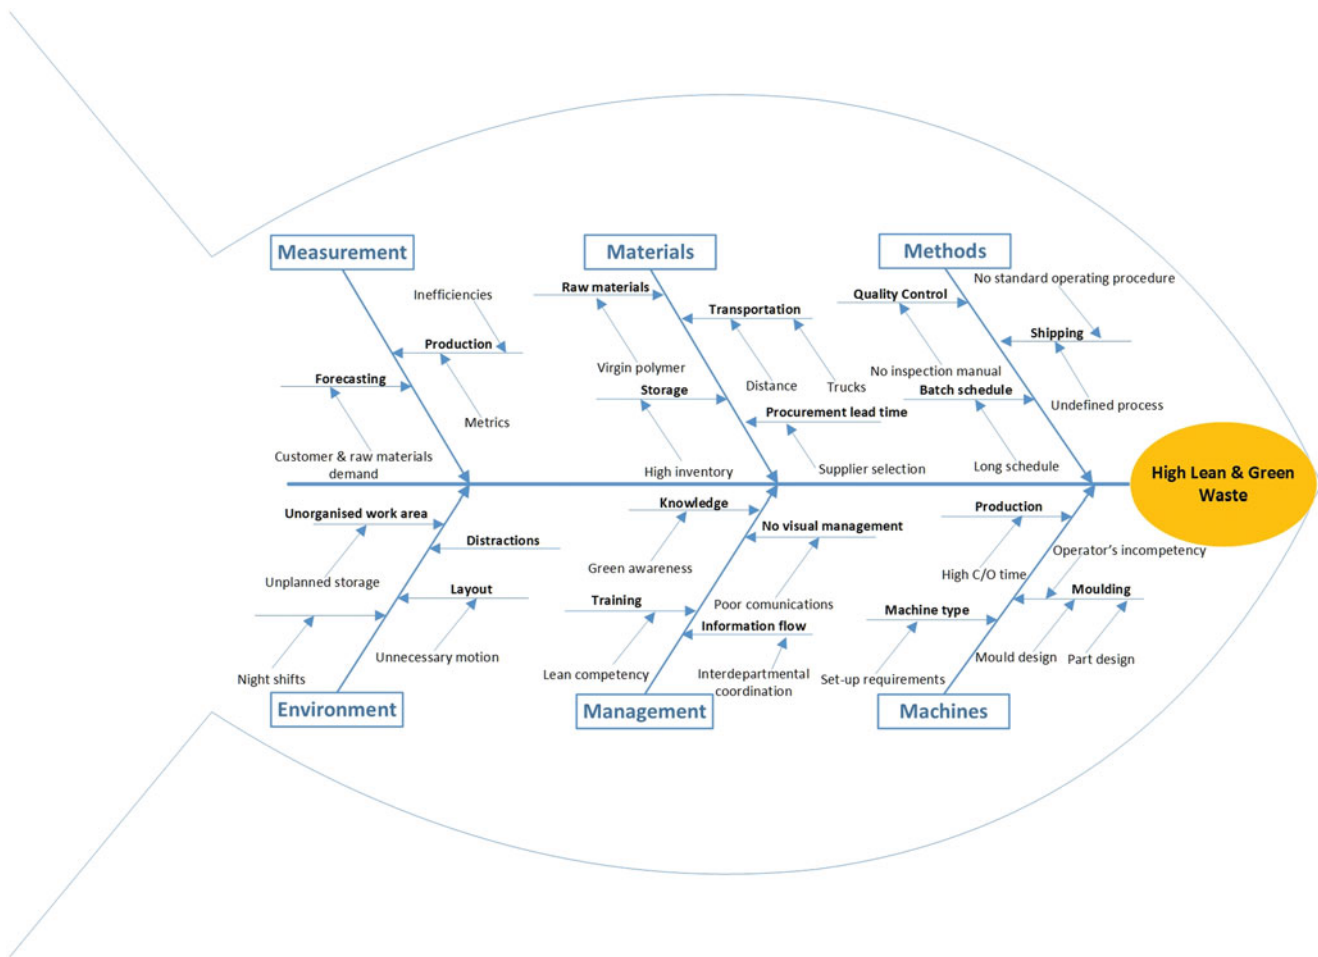 Measurement
Materials
Methods
No standard operating procedure
Raw materials
Inefficiencies
Quality Control
Transportation
Shipping
Production
Virgin polymer
No inspection manual
Forecasting
Distance
Trucks
Storage
Batch schedule
Undefined process
Procurement lead time
Metrics
Customer & raw materials
demand
High inventory
Supplier selection
Long schedule
High Lean & Green
Waste
Unorganised work area
Knowledge
Production
No visual management
Distractions
Operator's incompetency
Unplanned storage
Green awareness
High C/O time
Layout
Moulding
Training
Poor comunications
Machine type
Information flow
Unnecessary motion
Mould design
Part design
Night shifts
Lean competency
Interdepartmental
coordination
Set-up requirements
Environment
Management
Machines